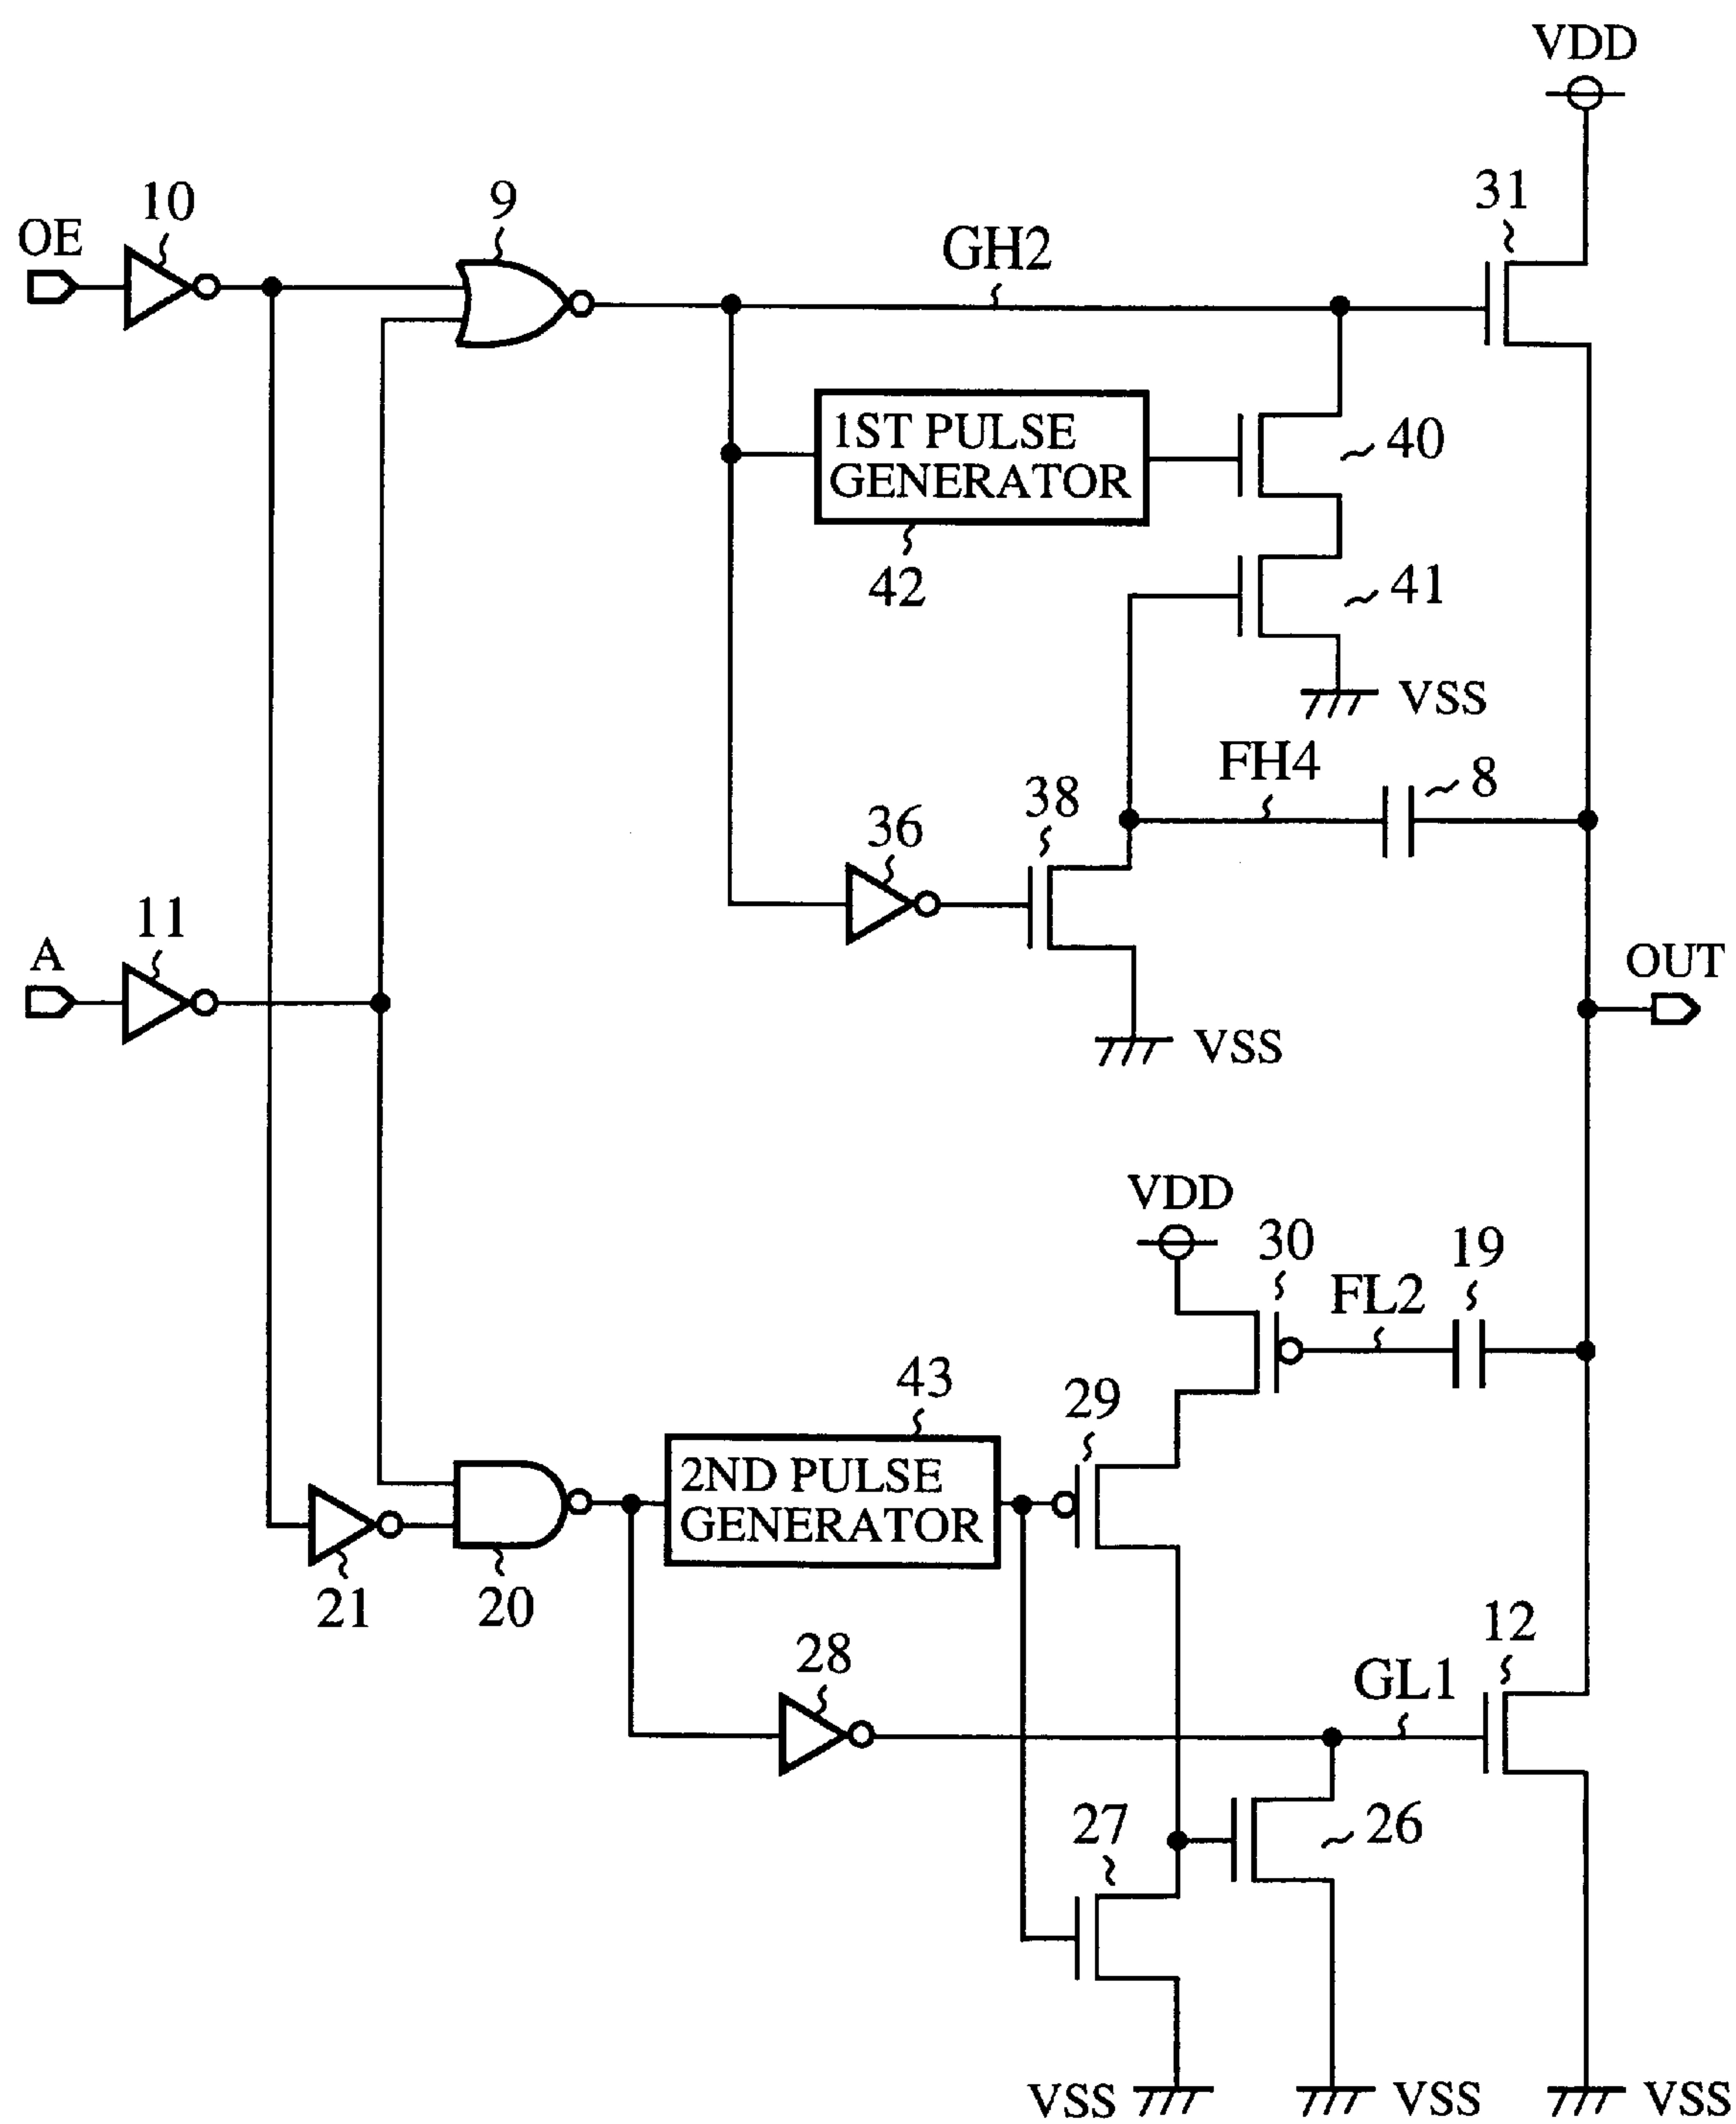 VDD
31
10
9
OE
GH2
1ST PULSE
GENERATOR
40
42
41
VSS
FH4
8
38
36
11
A
OUT
VSS
VDD
30
19
FL2
43
29
2ND PULSE
GENERATOR
21
20
12
28
GL1
27
26
VSS
VSS
VSS